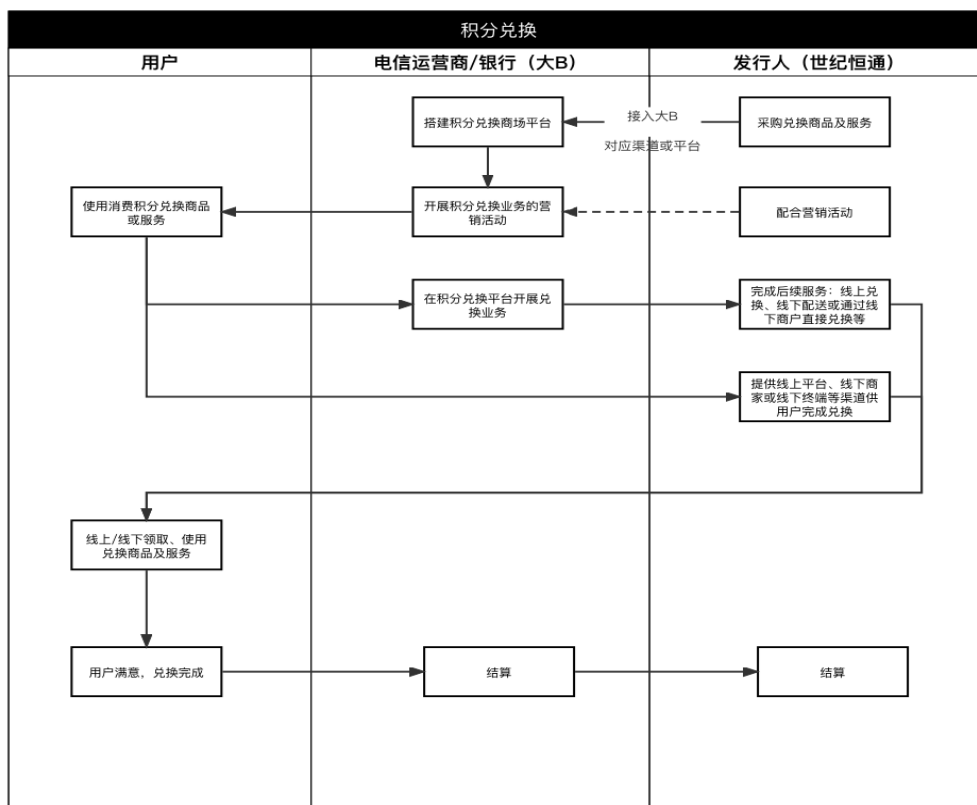 积分兑换
用户
电信运营商/银行（大B）
发行人（世纪恒通）
搭建积分兑换商场平台
接入大B
对应渠道或平台
采购兑换商品及服务
使用消费积分兑换商品
或服务
开展积分兑换业务的营
销活动
配合营销活动
在积分兑换平台开展兑
换业务
完成后续服务：线上兑
换、线下配送或通过线
下商户直接兑换等
提供线上平台、线下商
家或线下终端等渠道供
用户完成兑换
线上/线下领取、使用
兑换商品及服务
用户满意，兑换完成
结算
结算